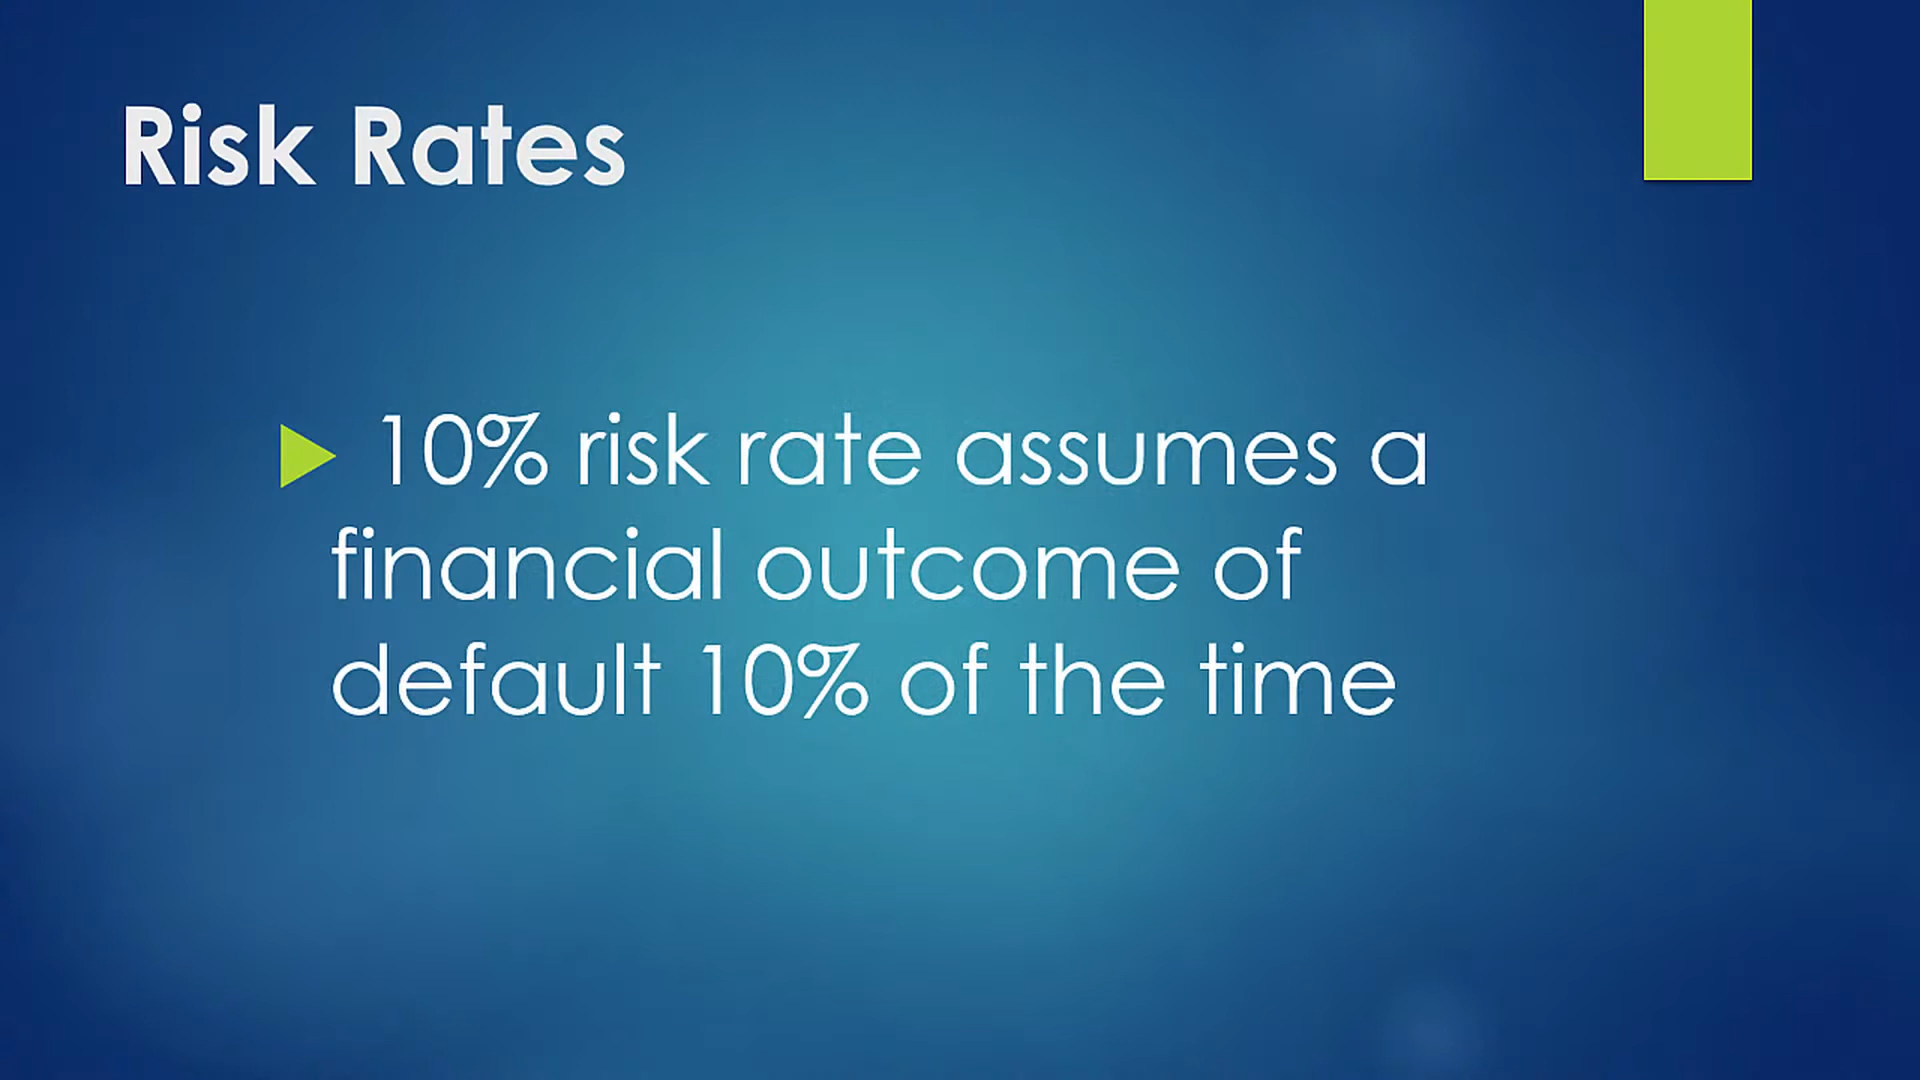 Risk Rates
10% risk rate assumes a
financial outcome of
default 10% of the time